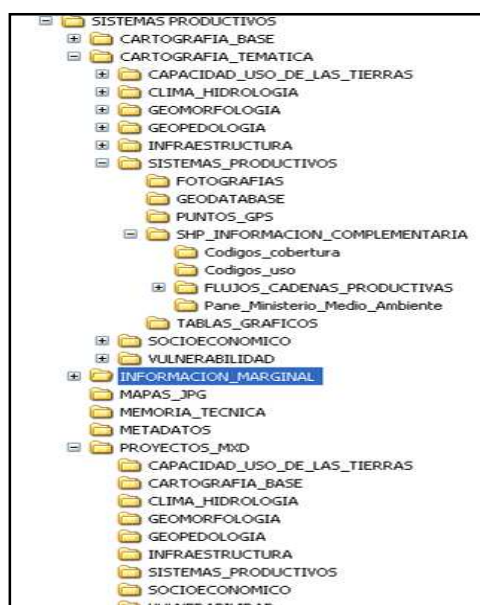 SISTEMAS PRODUCTIVOS
CARTOGRAFIA_BASE
CARTOGRAFIA_TEMATICA
CAPACIDAD_USO_DE_LAS_TIERRAS
CLIMA_HIDROLOGIA
GEOMORFOLOGIA
GEOPEDOLOGIA
INFRAESTRUCTURA
SISTEMAS_PRODUCTIVOS
FOTOGRAFIAS
GEODATABASE
PUNTOS_GPS
SHP_INFORMACION_COMPLEMENTARIA
Codigos_cobertura
Codigos_uso
FLUJOS_CADENAS_PRODUCTIVAS
Pane_Ministerio_Medio_Ambiente
TABLAS_GRAFICOS
SOCIOECONOMICO
VULNERABILIDAD
INFORMACION_MARGINAL
MAPAS_JPG
MEMORIA_TECNICA
METADATOS
PROYECTOS_MXD
CAPACIDAD_USO_DE_LAS_TIERRAS
CARTOGRAFIA_BASE
CLIMA_HIDROLOGIA
GEOMORFOLOGIA
GEOPEDOLOGIA
INFRAESTRUCTURA
SISTEMAS_PRODUCTIVOS
SOCIOECONOMICO